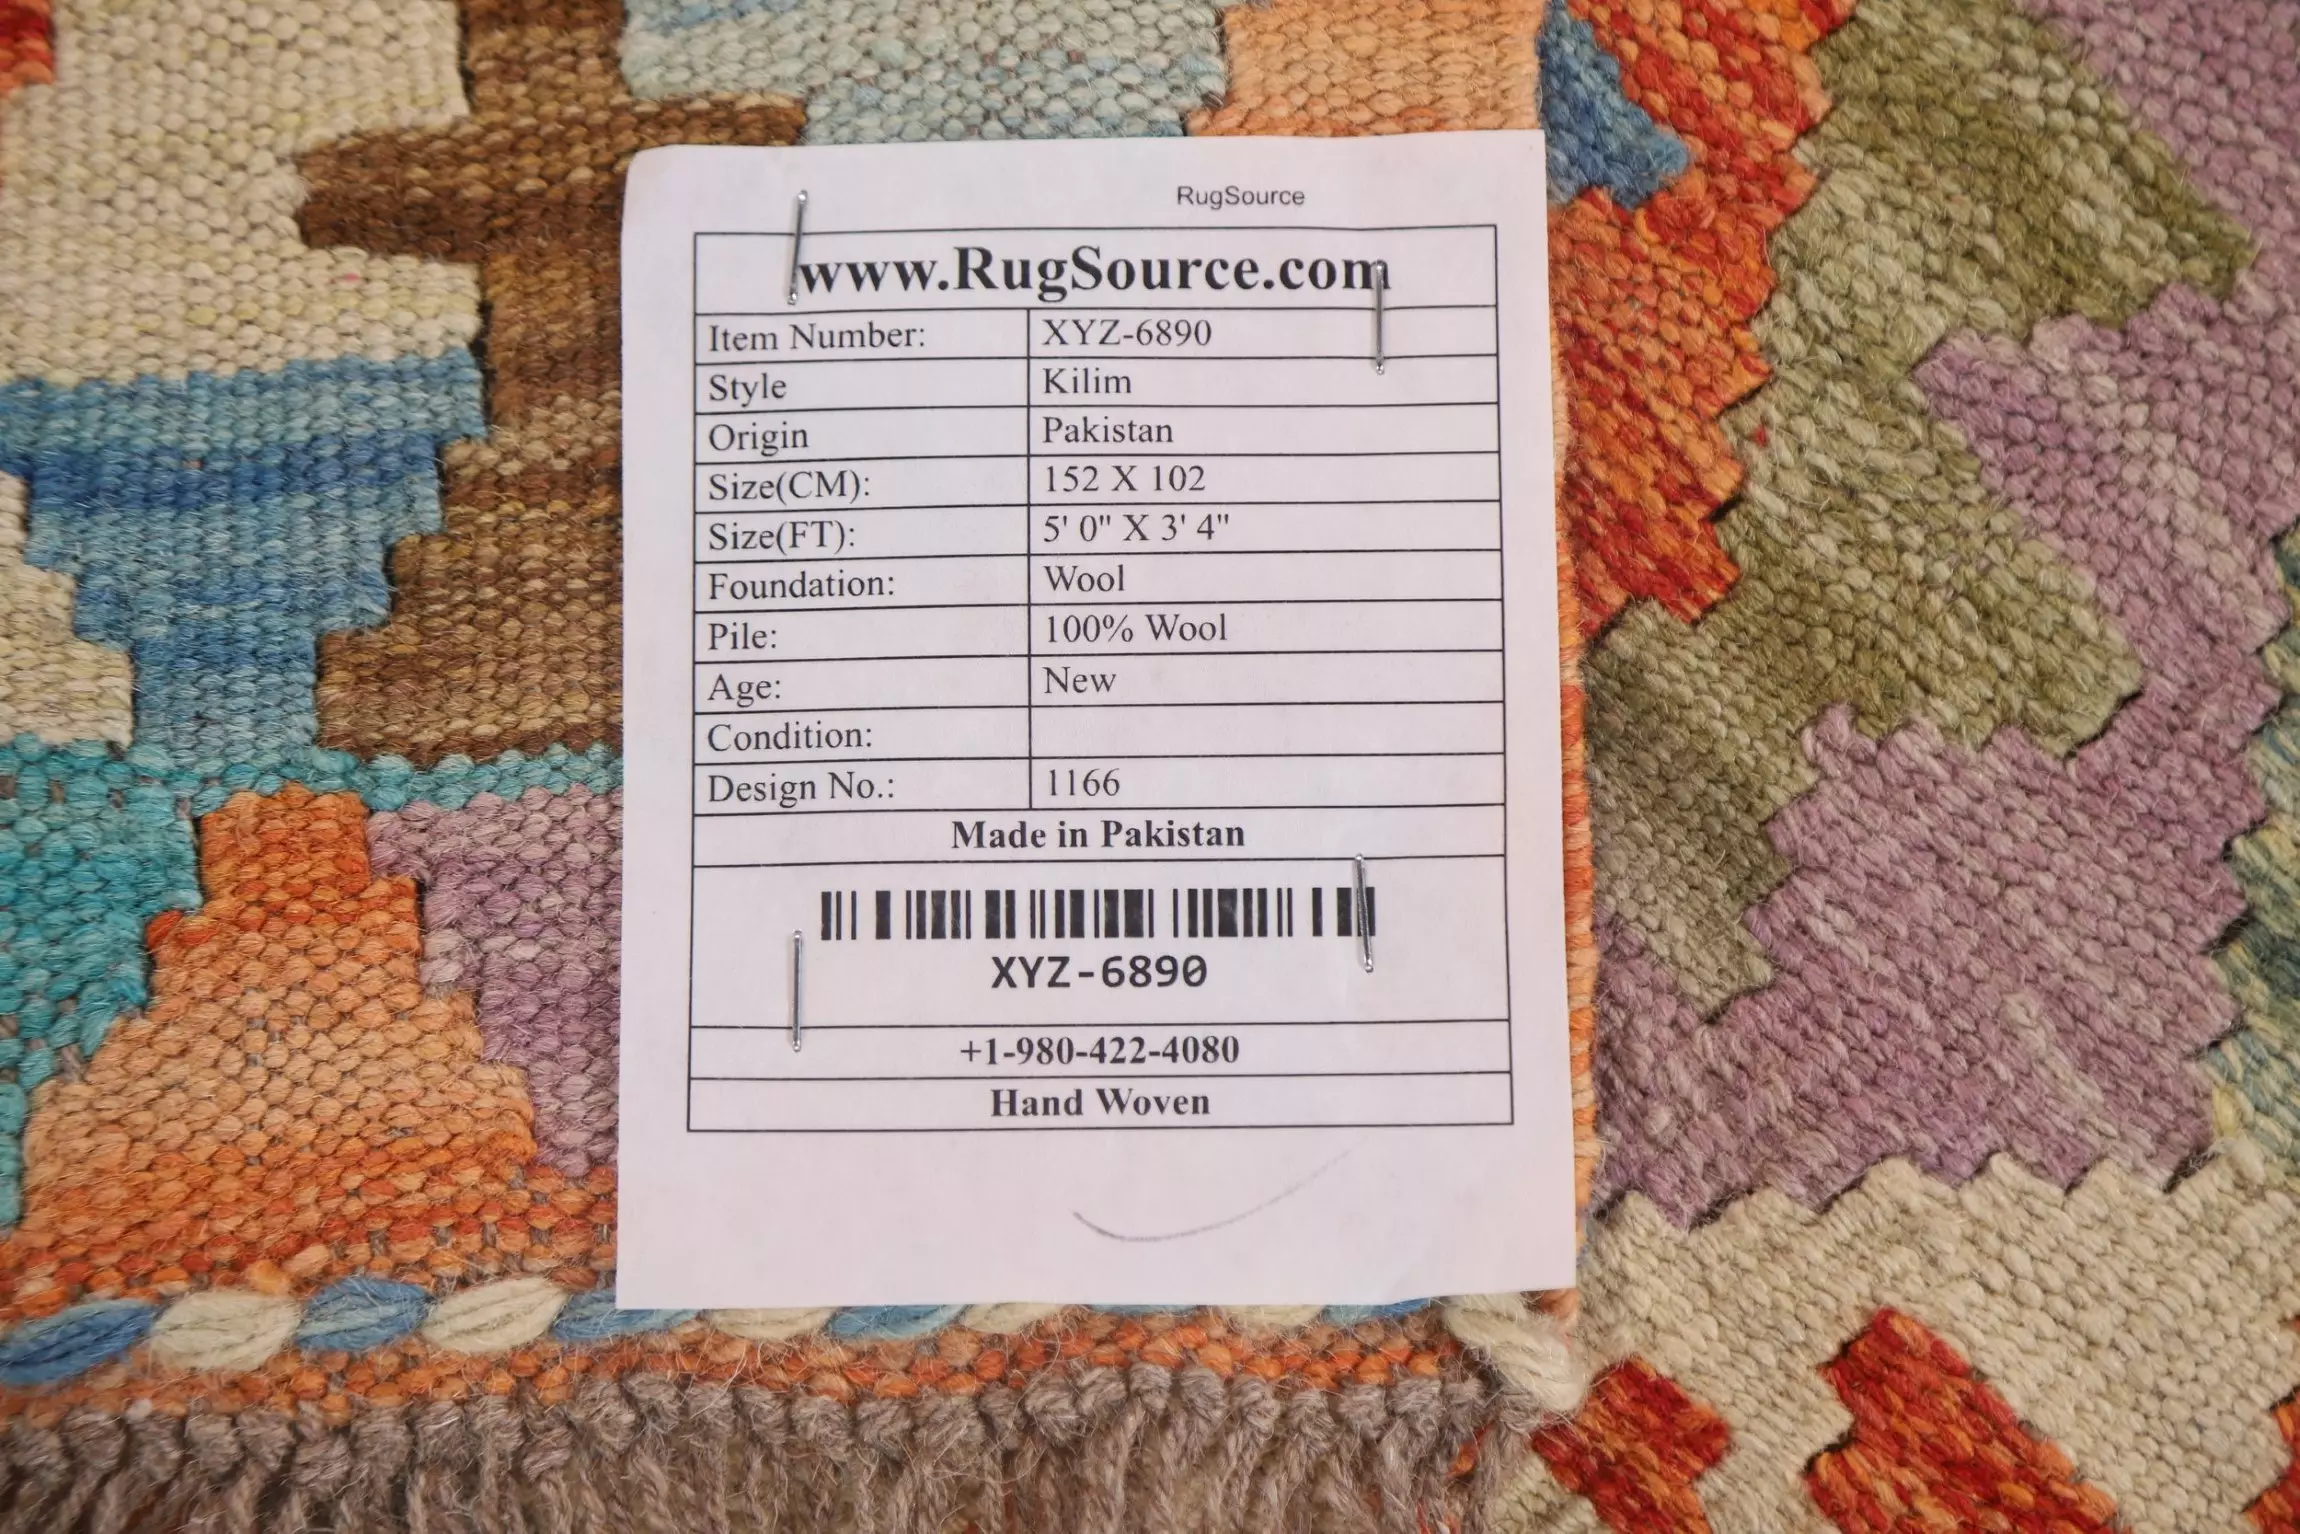 RugSource
www.RugSource.com
Item Number: XYZ-6890
Style Kilim
Origin Pakistan
Size(CM): 152 X 102
Size(FT): 5' 0" X 3' 4"
Foundation: Wool
Pile: 100% Wool
Age: New
Condition:
Design No.: 1166
Made in Pakistan
XYZ-6890
+1-980-422-4080
Hand Woven